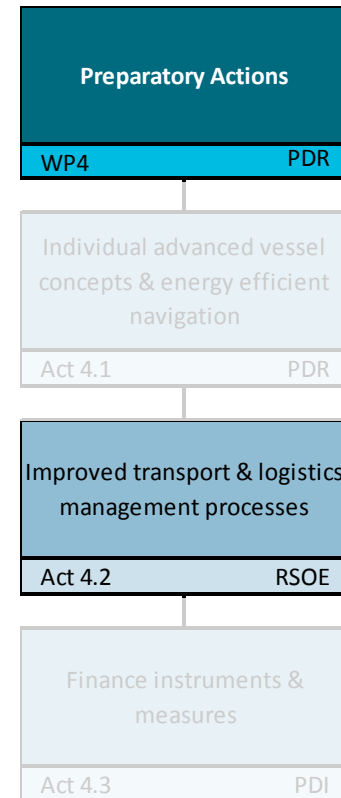 Preparatory Actions
WP4 PDR
Individual advanced vessel
concepts & energy efficient
navigation
Act 4.1 PDR
Improved transport & logistics
management processes
Act 4.2 RSOE
Finance instruments &
measures
Act 4.3 PDI